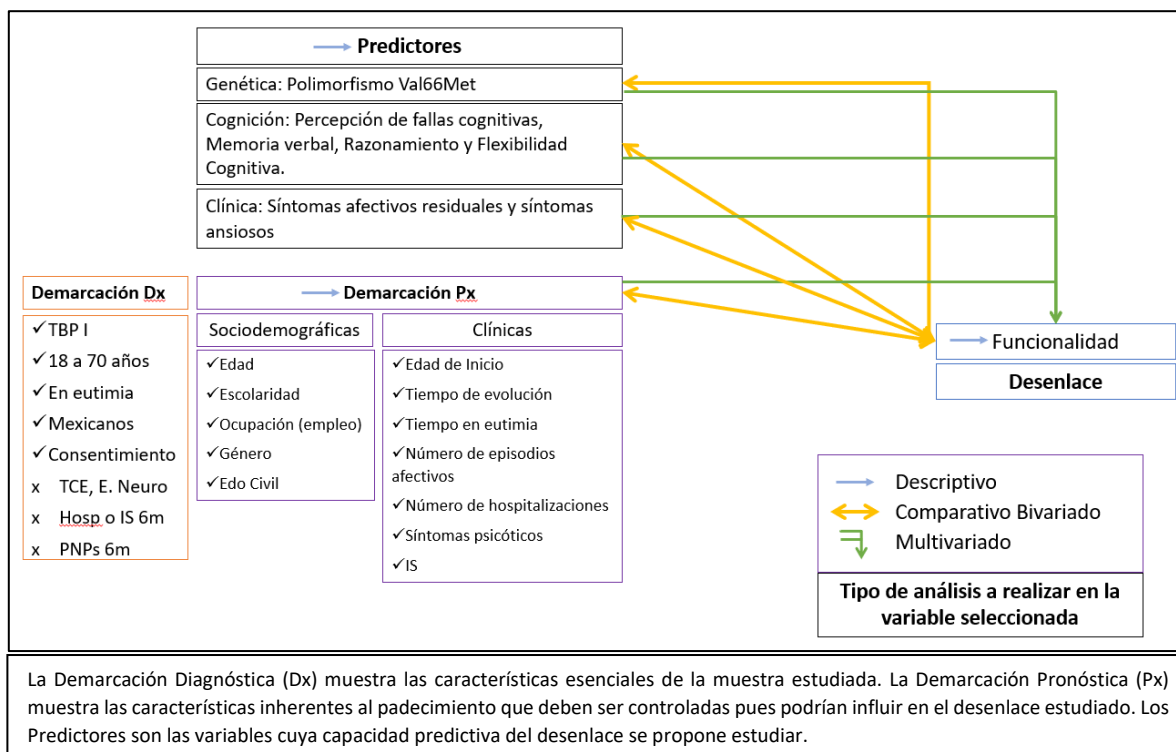 Predictores
Genética: Polimorfismo Val66Met
Cognición: Percepción de fallas cognitivas,
Memoria verbal, Razonamiento y Flexibilidad
Cognitiva.
Clínica: Síntomas afectivos residuales y síntomas
ansiosos
Demarcación Dx
✓TBP I
✓18 a 70 años
✓En eutimia
✓Mexicanos
✓Consentimiento
x TCE, E. Neuro
x Hosp o IS 6m
x PNPs 6m
Demarcación Px
Sociodemográficas
✓Edad
✓Escolaridad
✓Ocupación (empleo)
✓Género
✓Edo Civil
Clínicas
✓Edad de Inicio
✓Tiempo de evolución
✓Tiempo en eutimia
✓Número de episodios
afectivos
✓Número de hospitalizaciones
✓Síntomas psicóticos
✓IS
Funcionalidad
Desenlace
Descriptivo
Comparativo Bivariado
Multivariado
Tipo de análisis a realizar en la
variable seleccionada
La Demarcación Diagnóstica (Dx) muestra las características esenciales de la muestra estudiada. La Demarcación Pronóstica (Px)
muestra las características inherentes al padecimiento que deben ser controladas pues podrían influir en el desenlace estudiado. Los
Predictores son las variables cuya capacidad predictiva del desenlace se propone estudiar.